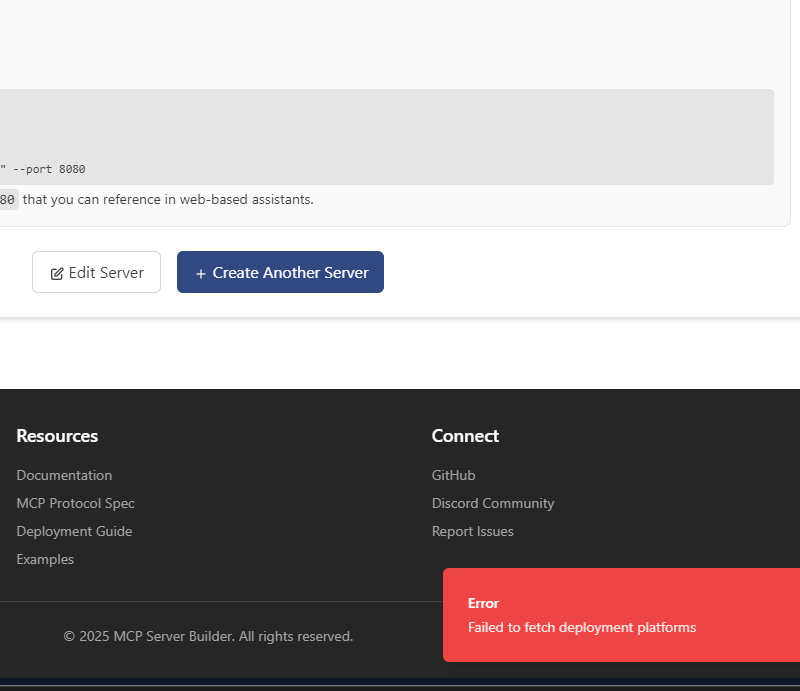 " --port 8080
80 that you can reference in web-based assistants.
Edit Server
+ Create Another Server
Resources
Connect
Documentation
GitHub
MCP Protocol Spec
Discord Community
Deployment Guide
Report Issues
Examples
Error
Failed to fetch deployment platforms
© 2025 MCP Server Builder. All rights reserved.